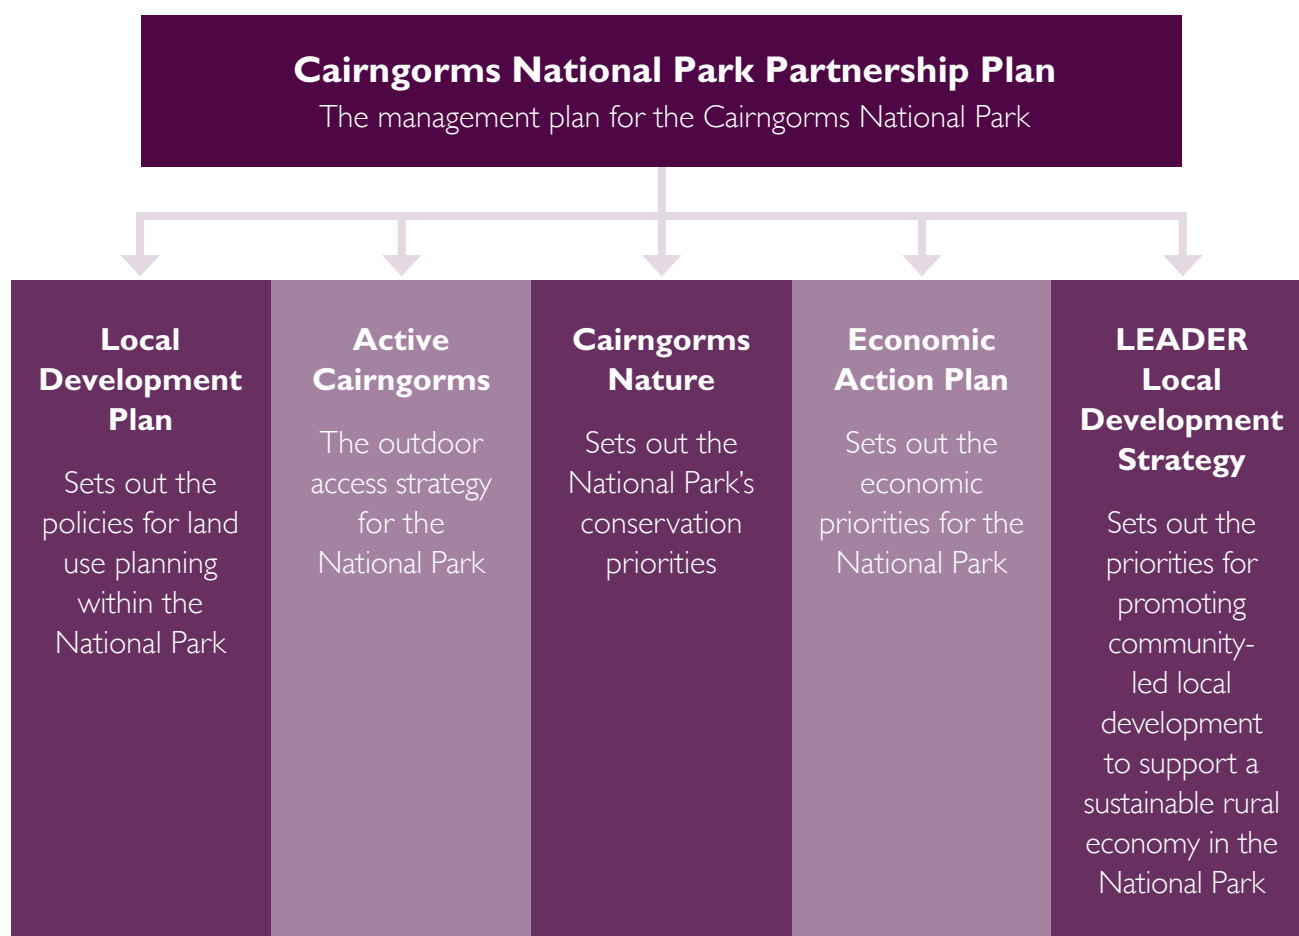 Cairngorms National Park Partnership Plan
The management plan for the Cairngorms National Park
Local
Development
Plan
Sets out the
policies for land
use planning
within the
National Park
Active
Cairngorms
The outdoor
access strategy
for the
National Park
Cairngorms
Nature
Sets out the
National Park’s
conservation
priorities
Economic
Action Plan
Sets out the
economic
priorities for the
National Park
LEADER
Local
Development
Strategy
Sets out the
priorities for
promoting
community-
led local
development
to support a
sustainable rural
economy in the
National Park